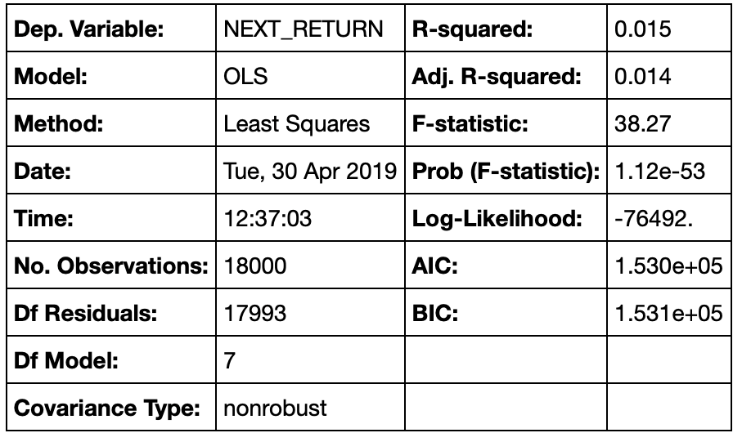 Dep. Variable: NEXT_RETURN R-squared: 0.015
Model: OLS Adj. R-squared: 0.014
Method: Least Squares F-statistic: 38.27
Date: Tue, 30 Apr 2019 Prob (F-statistic): 1.12e-53
Time: 12:37:03 Log-Likelihood: -76492.
No. Observations: 18000 AIC: 1.530e+05
Df Residuals: 17993 BIC: 1.531e+05
Df Model: 7
Covariance Type: nonrobust